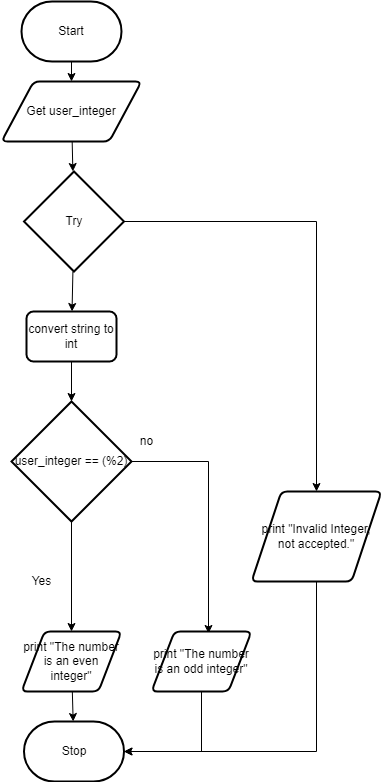 Start
Get user_integer
Try
convert string to
int
no
user_integer == (%2)
print "Invalid Integer,
not accepted."
Yes
print "The number
is an even
integer"
print "The number
is an odd integer"
Stop